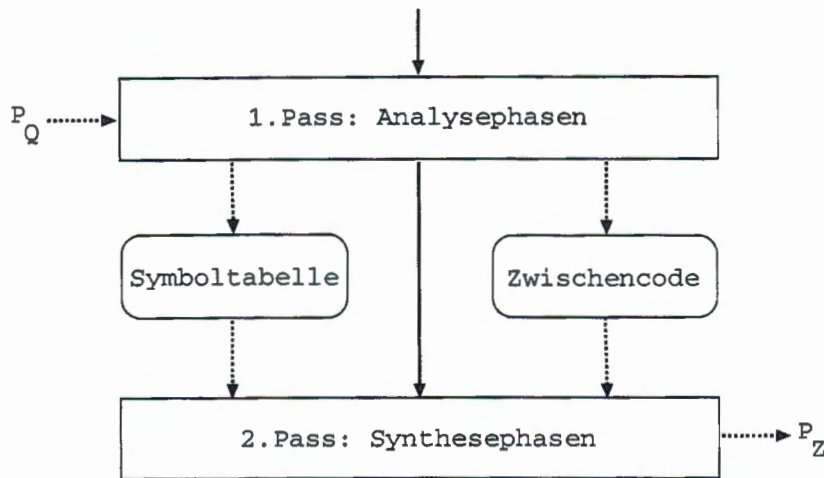 1.Pass: Analysephasen
P_Q
Symboltabelle
Zwischencode
2.Pass: Synthesephasen
P_Z